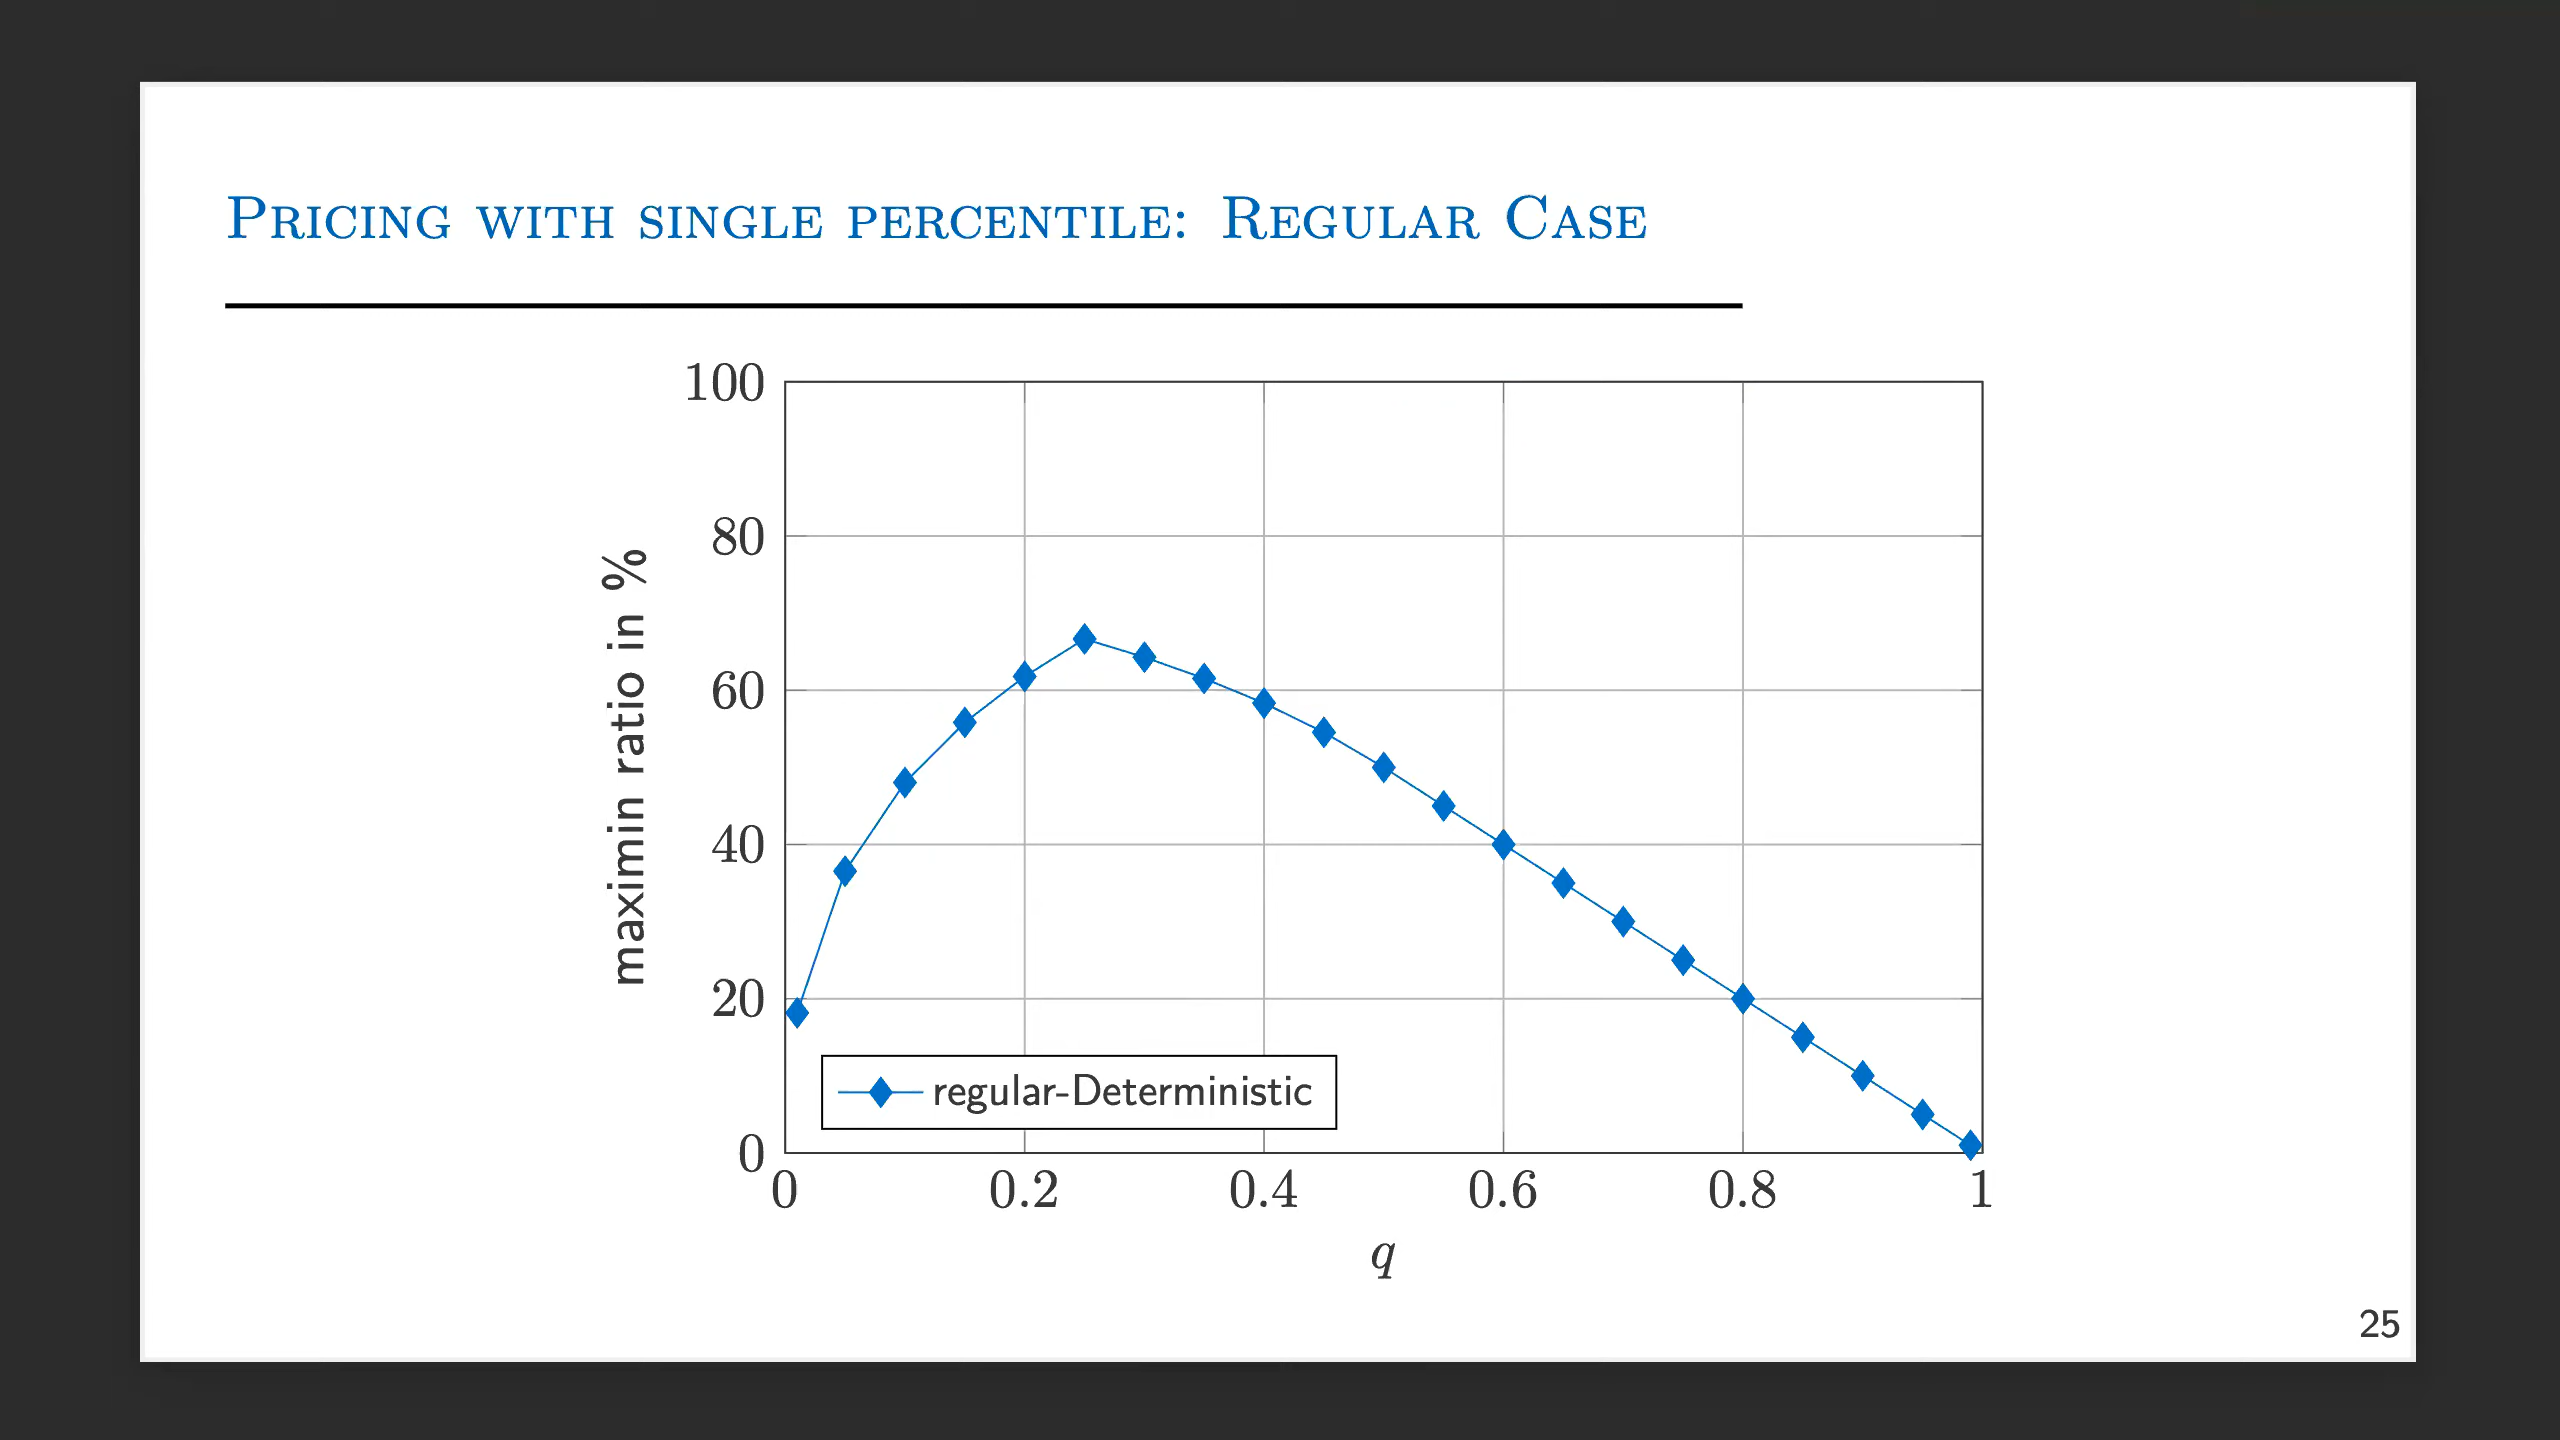 Pricing with single percentile: Regular Case
100
80
60
40
20
0
maximin ratio in %
regular-Deterministic
0 0.2 0.4 0.6 0.8 1
q
25